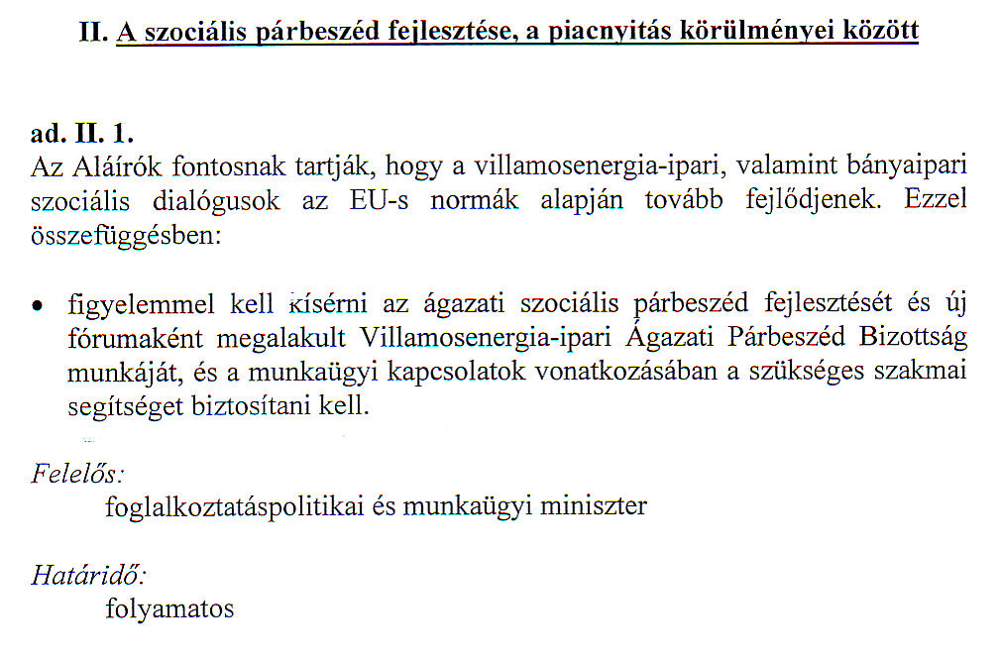 II. A szociális párbeszéd fejlesztése, a piacnyitás körülményei között
ad. II. 1.
Az Aláírók fontosnak tartják, hogy a villamosenergia-ipari, valamint bányaipari
szociális dialógusok az EU-s normák alapján tovább fejlődjenek. Ezzel
összefüggésben:
• figyelemmel kell kísérni az ágazati szociális párbeszéd fejlesztését és új
fórumaként megalakult Villamosenergia-ipari Ágazati Párbeszéd Bizottság
munkáját, és a munkaügyi kapcsolatok vonatkozásában a szükséges szakmai
segítséget biztosítani kell.
Felelős:
foglalkoztatáspolitikai és munkaügyi miniszter
Határidő:
folyamatos